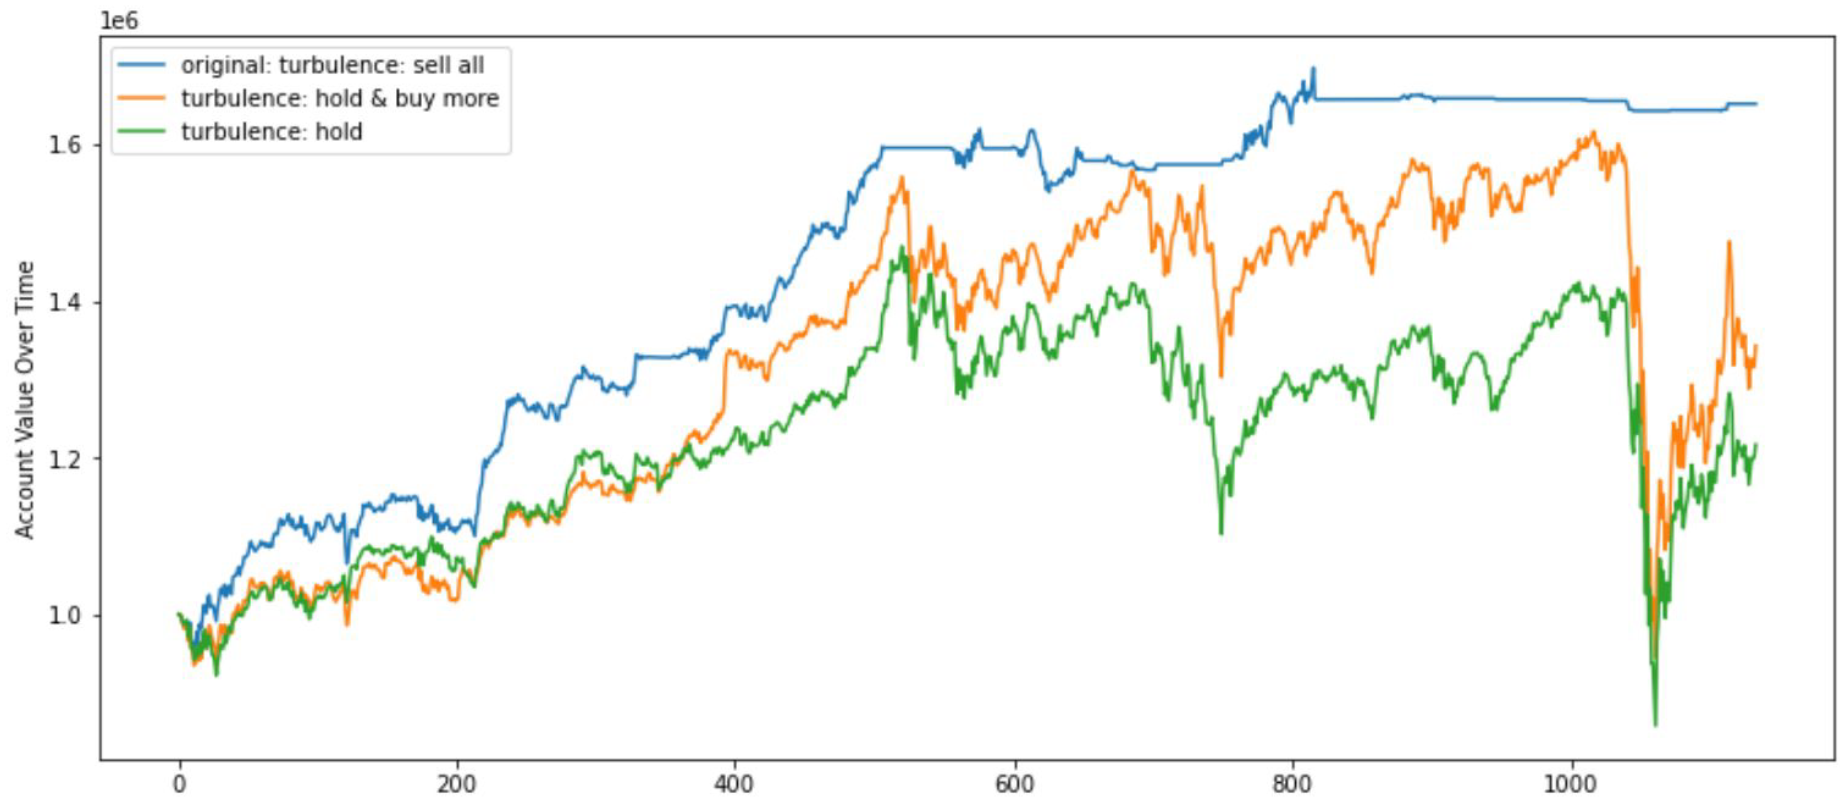 1e6
original: turbulence: sell all
turbulence: hold & buy more
turbulence: hold
Account Value Over Time
1.6
1.4
1.2
1.0
0 200 400 600 800 1000